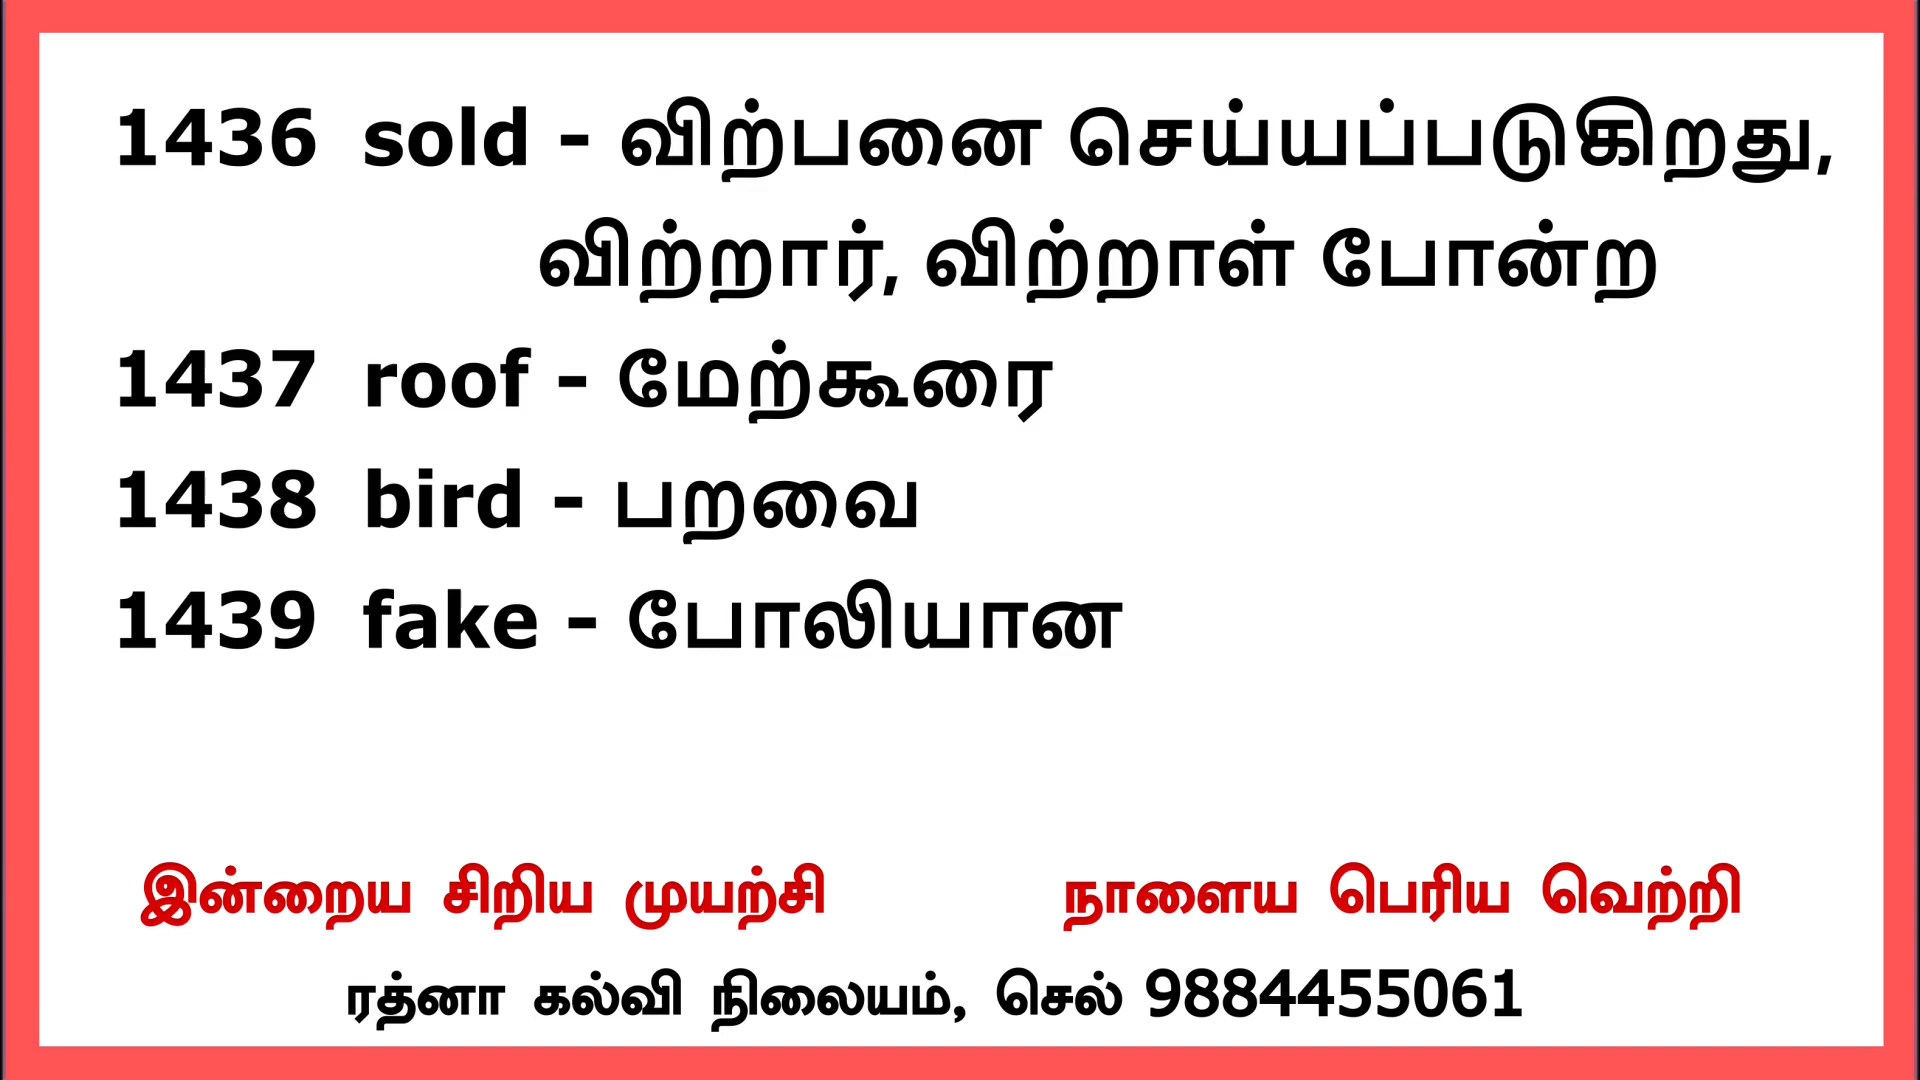 1436 sold - விற்பனை செய்யப்படுகிறது,
விற்றார், விற்றாள் போன்ற
1437 roof - மேற்கூரை
1438 bird - பறவை
1439 fake - போலியான
இன்றைய சிறிய முயற்சி நாளைய பெரிய வெற்றி
ரத்னா கல்வி நிலையம், செல் 9884455061